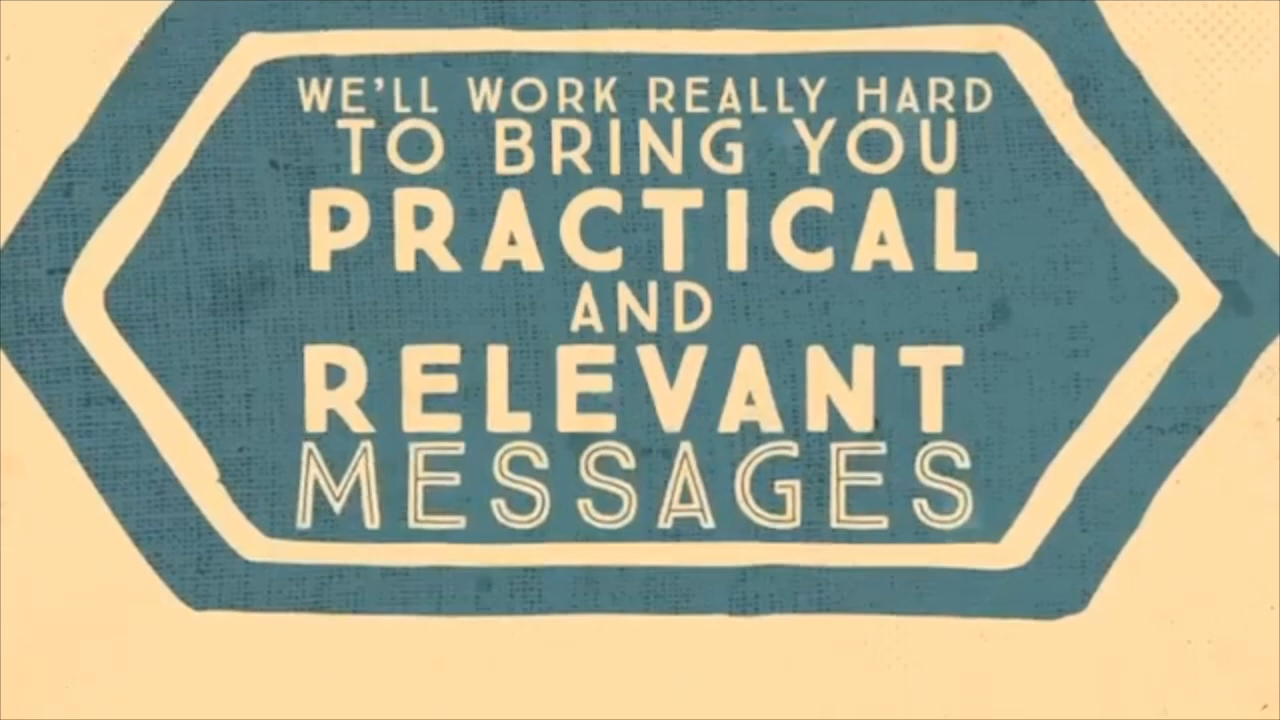 WE'LL WORK REALLY HARD
TO BRING YOU
PRACTICAL
AND
RELEVANT
MESSAGES